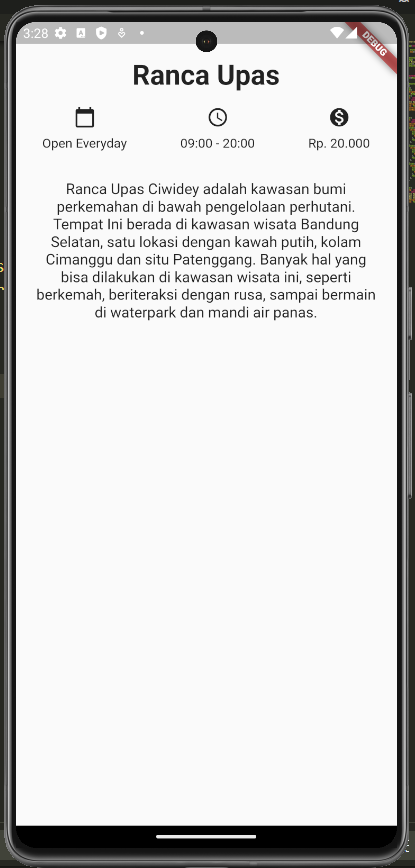 3:28
DEBUG
Ranca Upas
Open Everyday
09:00 - 20:00
Rp. 20.000
Ranca Upas Ciwidey adalah kawasan bumi
perkemahan di bawah pengelolaan perhutani.
Tempat Ini berada di kawasan wisata Bandung
Selatan, satu lokasi dengan kawah putih, kolam
Cimanggu dan situ Patenggang. Banyak hal yang
bisa dilakukan di kawasan wisata ini, seperti
berkemah, beriteraksi dengan rusa, sampai bermain
di waterpark dan mandi air panas.